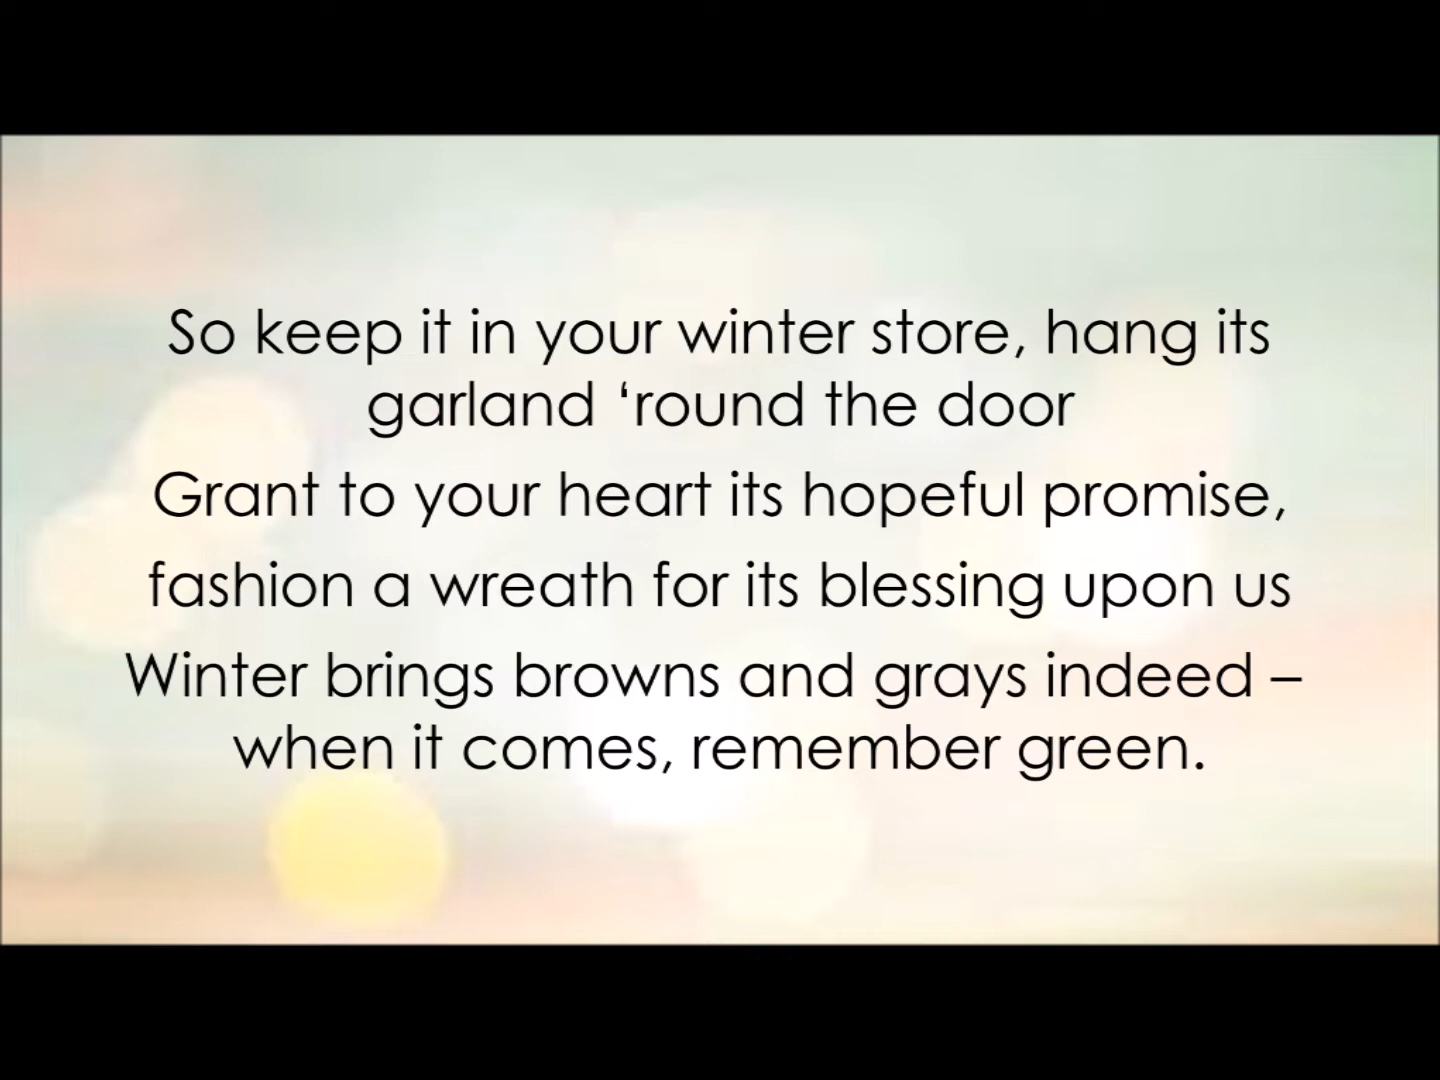 So keep it in your winter store, hang its
garland ‘round the door
Grant to your heart its hopeful promise,
fashion a wreath for its blessing upon us
Winter brings browns and grays indeed –
when it comes, remember green.